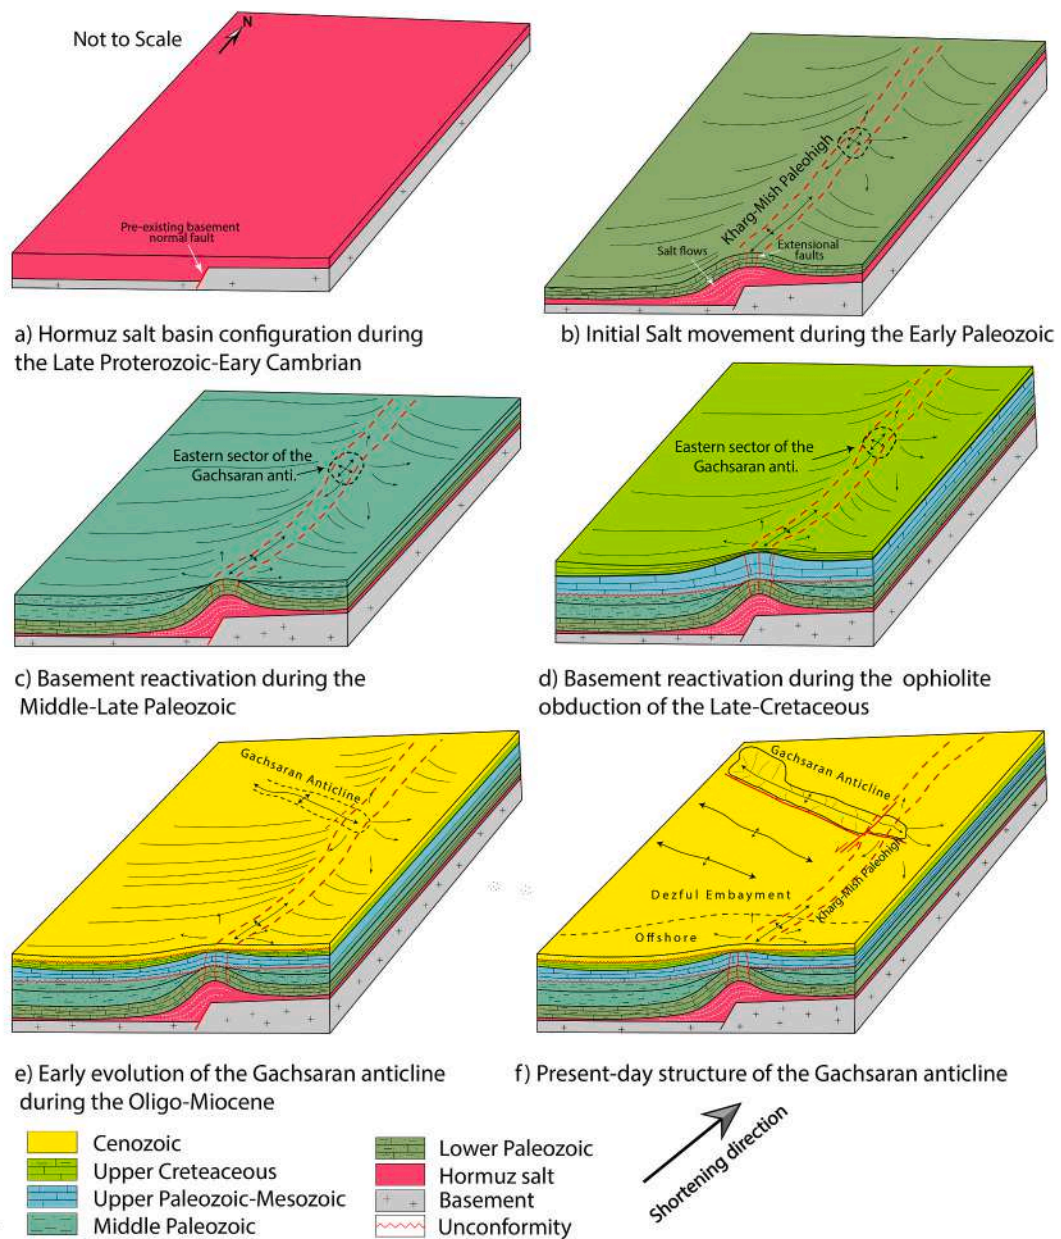 Not to Scale
N
Pre-existing basement
normal fault
a) Hormuz salt basin configuration during
the Late Proterozoic-Eary Cambrian
Kharg-Mish Paleohigh
Salt flows
Extensional
faults
b) Initial Salt movement during the Early Paleozoic
Eastern sector of the
Gachsaran anti.
c) Basement reactivation during the
Middle-Late Paleozoic
Eastern sector of the
Gachsaran anti.
d) Basement reactivation during the ophiolite
obduction of the Late-Cretaceous
Gachsaran Anticline
e) Early evolution of the Gachsaran anticline
during the Oligo-Miocene
Gachsaran Anticline
Dezful Embayment
Kharg-Mish Paleohigh
Offshore
f) Present-day structure of the Gachsaran anticline
Cenozoic
Upper Creteaceous
Upper Paleozoic-Mesozoic
Middle Paleozoic
Lower Paleozoic
Hormuz salt
Basement
Unconformity
Shortening direction